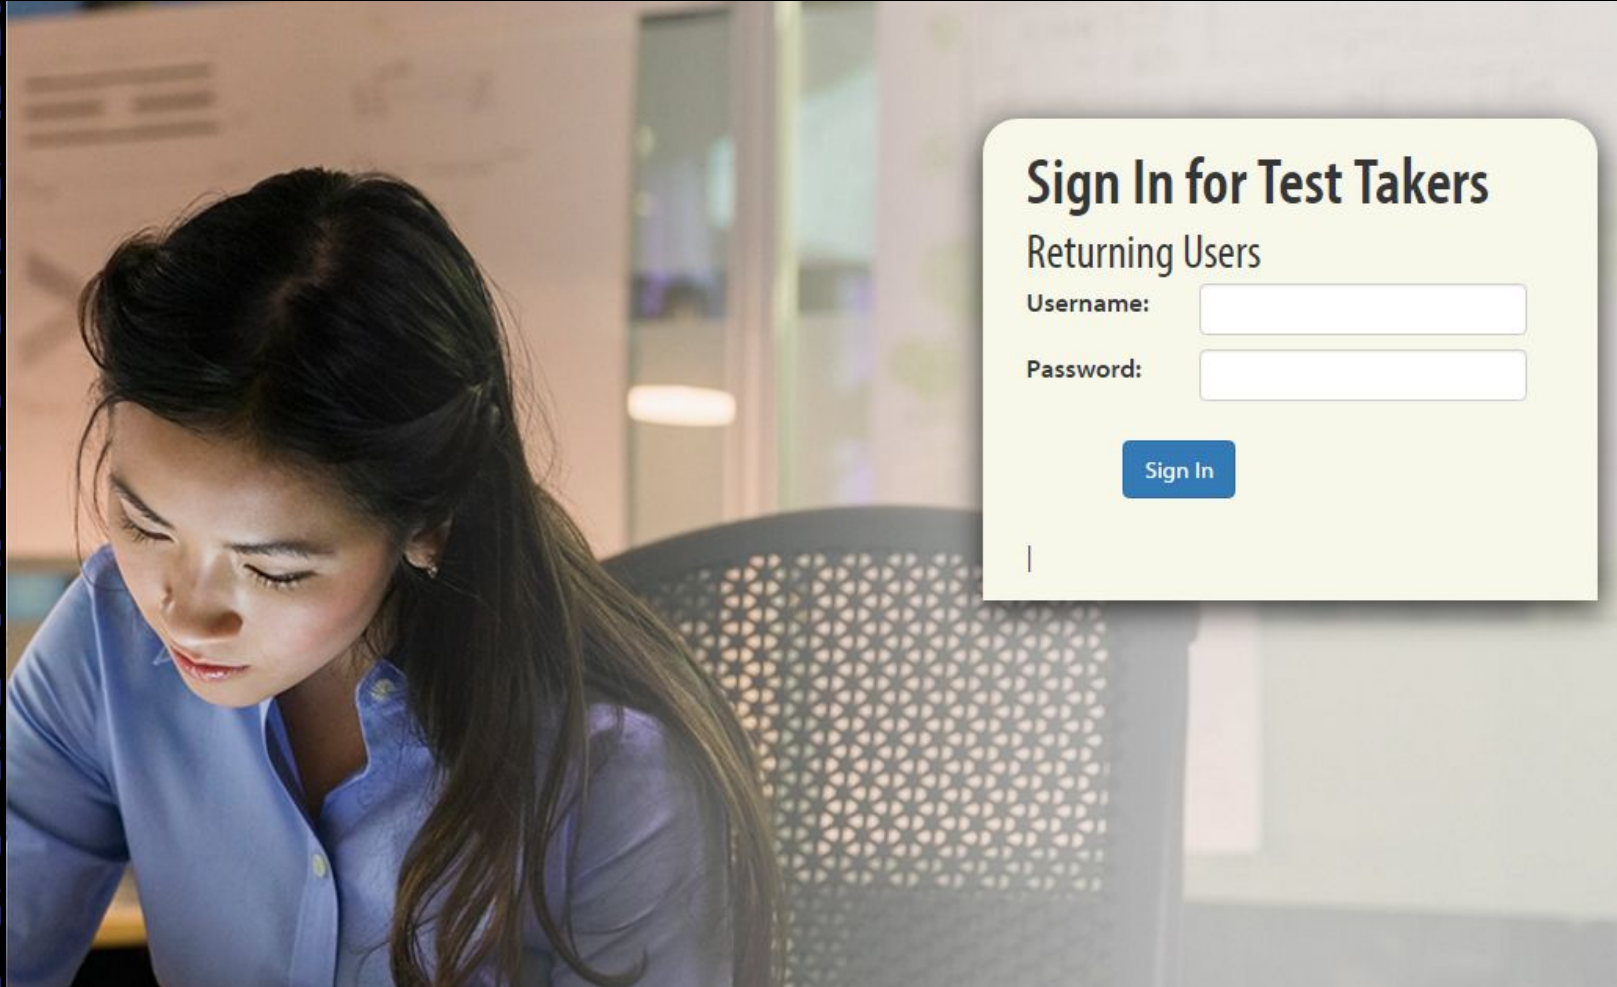 Sign In for Test Takers
Returning Users
Username:
Password:
Sign In
|